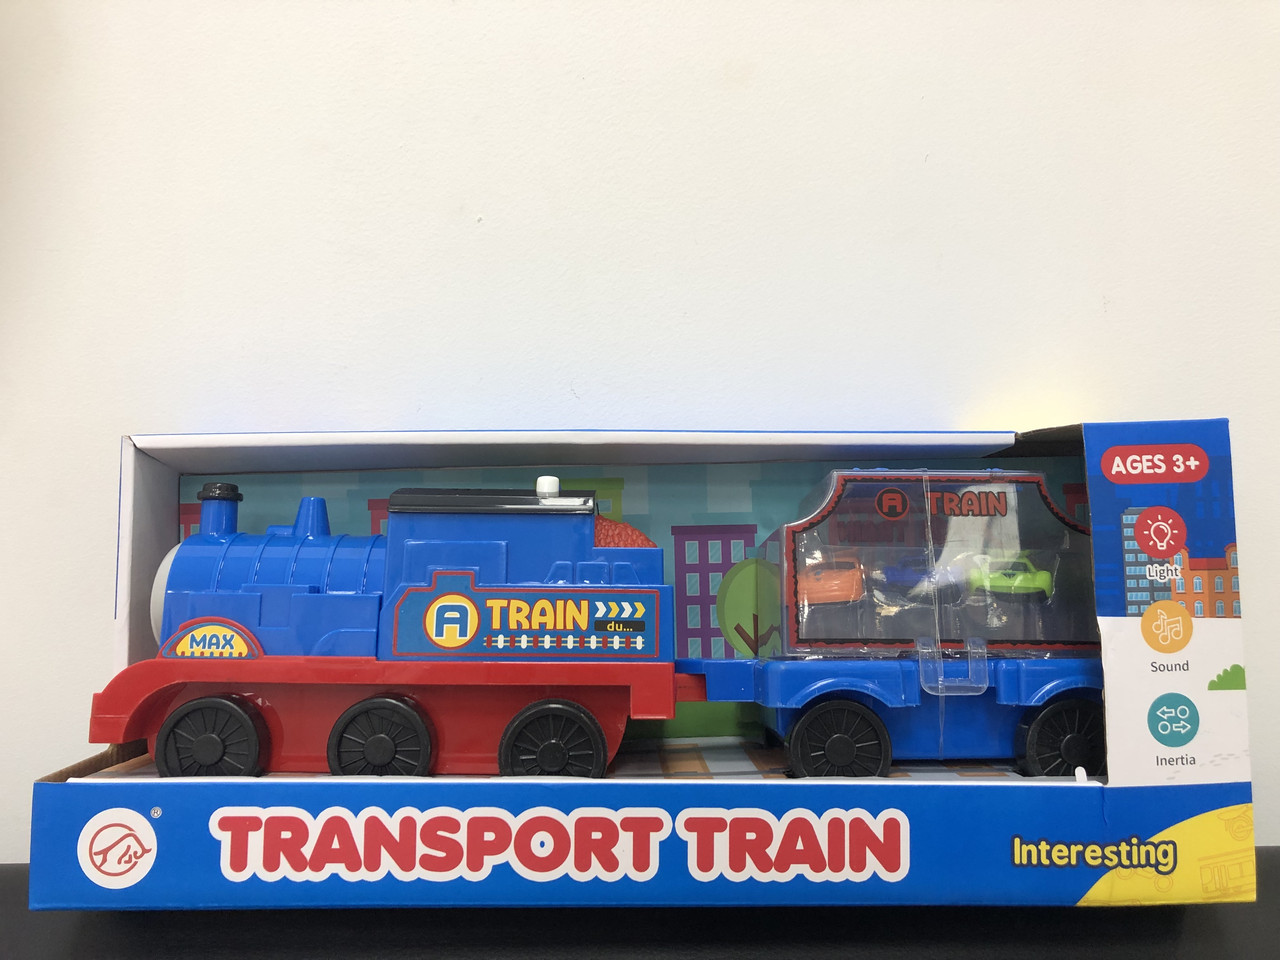 AGES 3+
A TRAIN
Light
A TRAIN
du...
MAX
Sound
Inertia
®
TRANSPORT TRAIN
Interesting